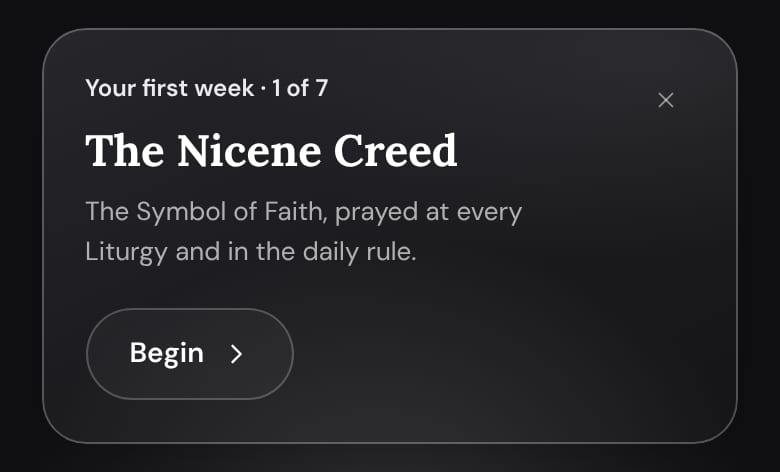 Your first week · 1 of 7
The Nicene Creed
The Symbol of Faith, prayed at every
Liturgy and in the daily rule.
Begin